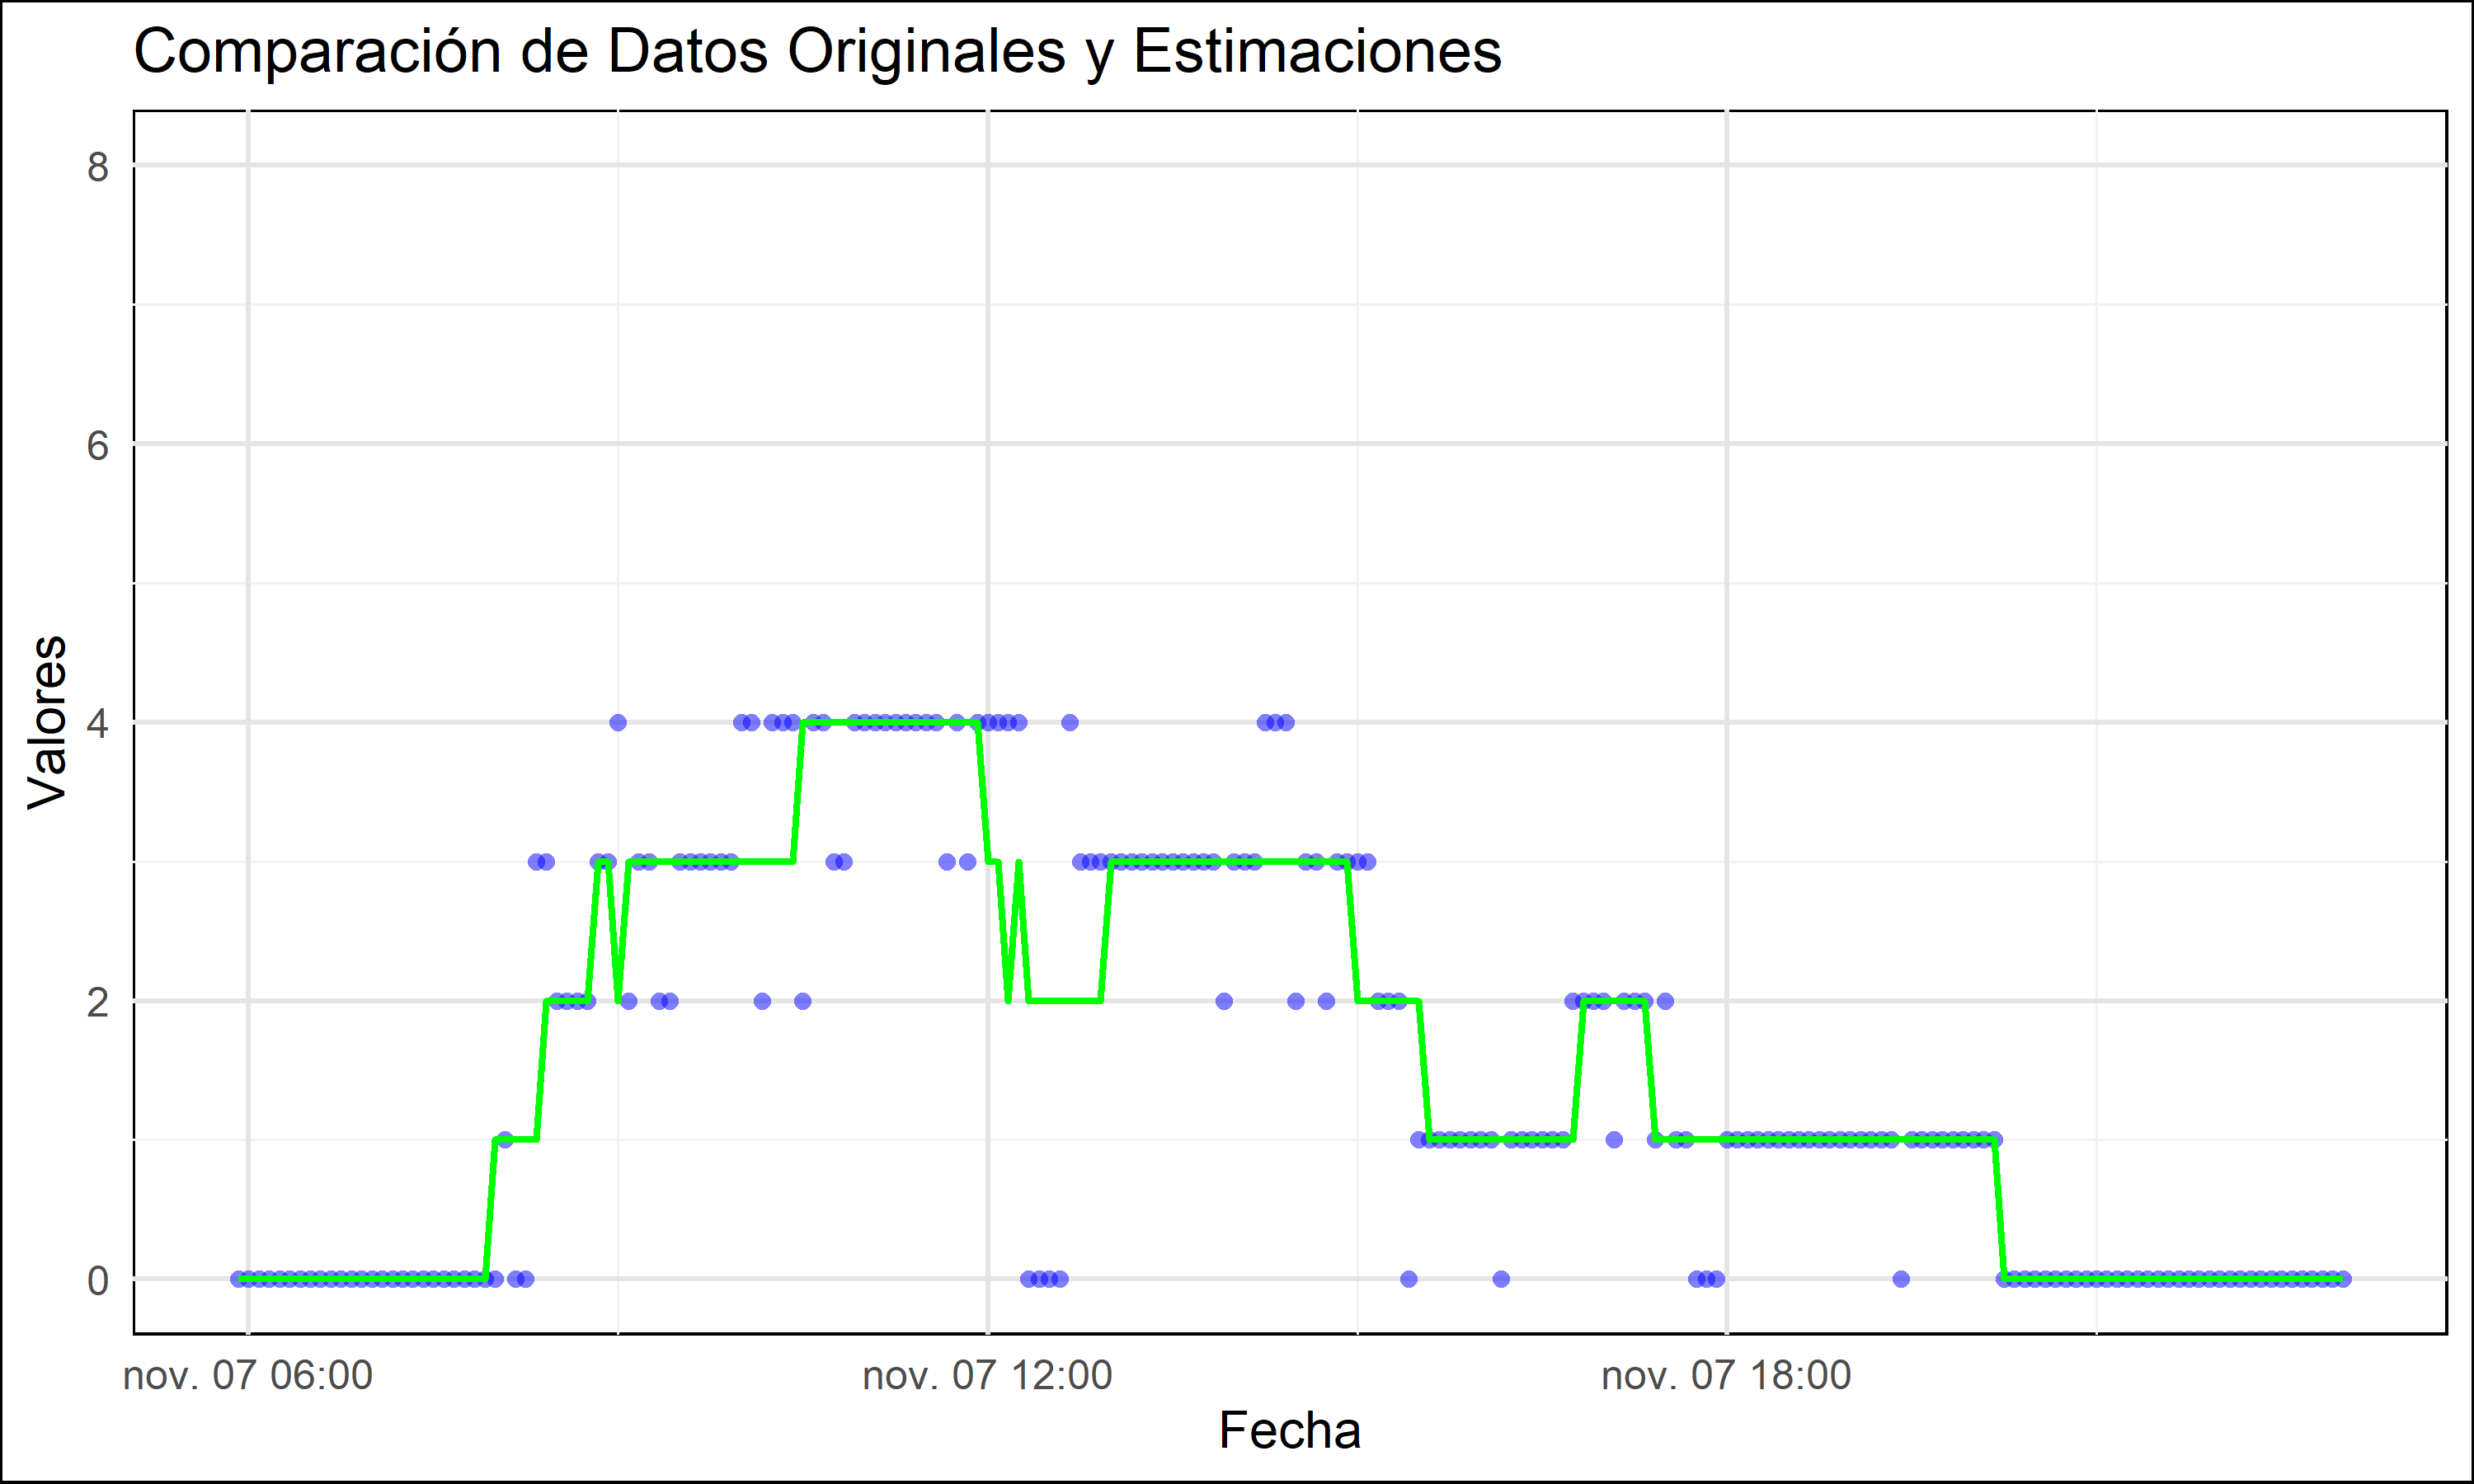 Comparación de Datos Originales y Estimaciones
8
6
4
2
0
Valores
nov. 07 06:00
nov. 07 12:00
nov. 07 18:00
Fecha